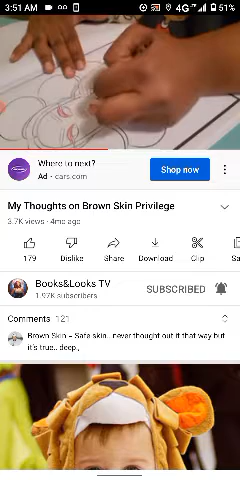 3:51 AM
4G
51%
Where to next?
Ad · cars.com
Shop now
My Thoughts on Brown Skin Privilege
3.7K views · 4mo ago
179
Dislike
Share
Download
Clip
Sa
Books&Looks TV
1.97K subscribers
SUBSCRIBED
Comments 121
Brown Skin = Safe skin.. never thought out it that way but
it's true.. deep,,